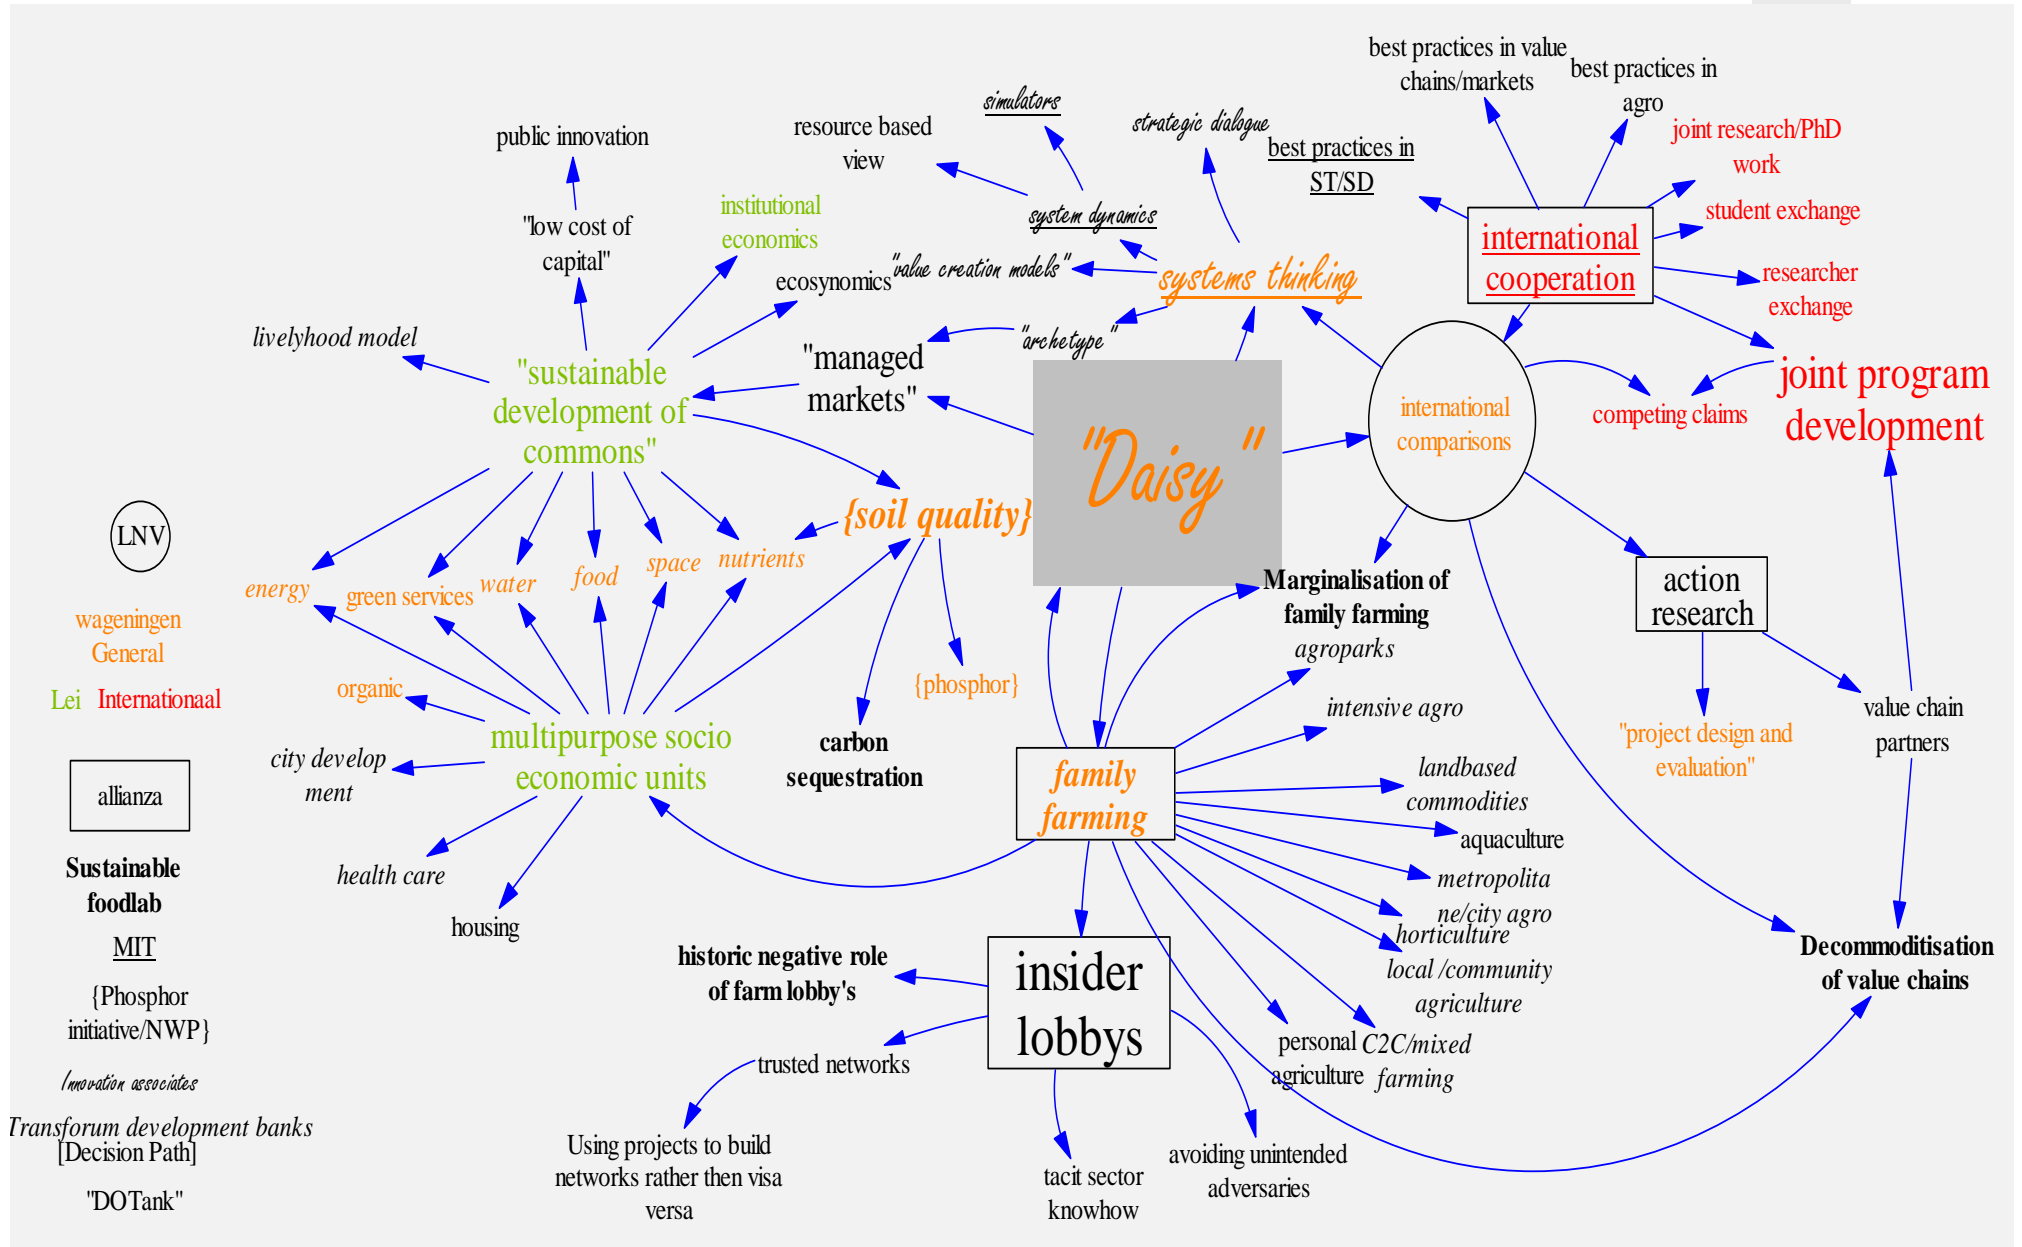 best practices in value
chains/markets
best practices in
agro
joint research/PhD
work
student exchange
researcher
exchange
best practices in
ST/SD
international
cooperation
strategic dialogue
simulators
resource based
view
system dynamics
"value creation models"
systems thinking
"archetype"
public innovation
"low cost of
capital"
institutional
economics
ecosynomics
livelyhood model
"sustainable
development of
commons"
"managed
markets"
"Daisy"
international
comparisons
competing claims
joint program
development
{soil quality}
energy
green services
water
food
space
nutrients
{phosphor}
carbon
sequestration
organic
multipurpose socio
economic units
city develop
ment
health care
housing
Marginalisation of
family farming
agroparks
intensive agro
landbased
commodities
aquaculture
metropolita
ne/city agro
horticulture
local /community
agriculture
C2C/mixed
farming
personal
agriculture
family
farming
action
research
"project design and
evaluation"
value chain
partners
Decommoditisation
of value chains
insider
lobbys
historic negative role
of farm lobby's
trusted networks
Using projects to build
networks rather then visa
versa
tacit sector
knowhow
avoiding unintended
adversaries
LNV
wageningen
General
Lei Internationaal
allianza
Sustainable
foodlab
MIT
{Phosphor
initiative/NWP}
Innovation associates
Transforum development banks
[Decision Path]
"DOTank"